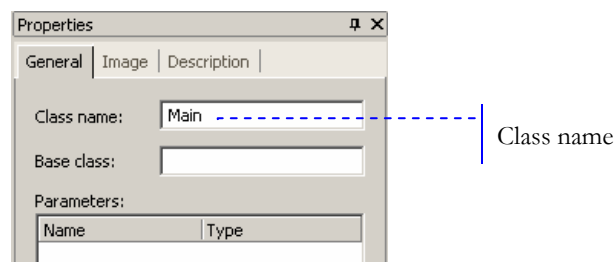 Properties
General Image Description
Class name: Main
Class name
Base class:
Parameters:
Name Type